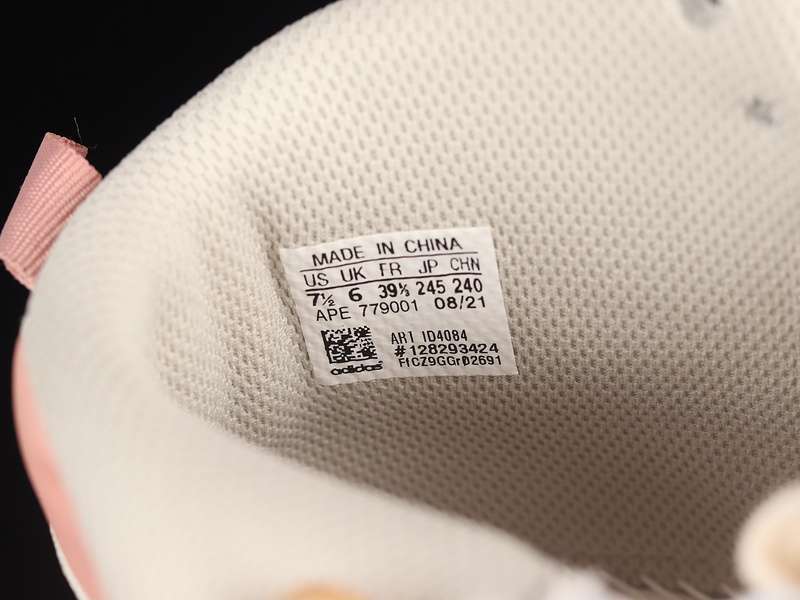 MADE IN CHINA
US UK FR JP CHN
7½ 6 39⅓ 245 240
APE 779001 08/21
ART ID4084
#128293424
adidas